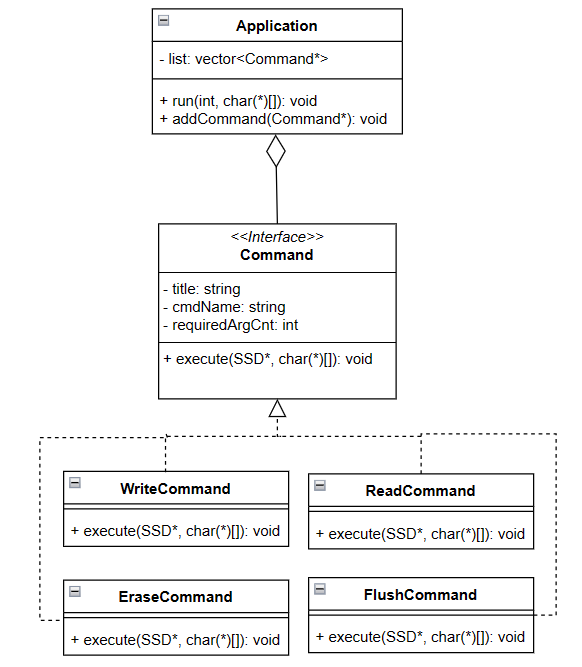 Application
- list: vector<Command*>
+ run(int, char(*)[]): void
+ addCommand(Command*): void
<<Interface>>
Command
- title: string
- cmdName: string
- requiredArgCnt: int
+ execute(SSD*, char(*)[]): void
WriteCommand
+ execute(SSD*, char(*)[]): void
ReadCommand
+ execute(SSD*, char(*)[]): void
EraseCommand
+ execute(SSD*, char(*)[]): void
FlushCommand
+ execute(SSD*, char(*)[]): void